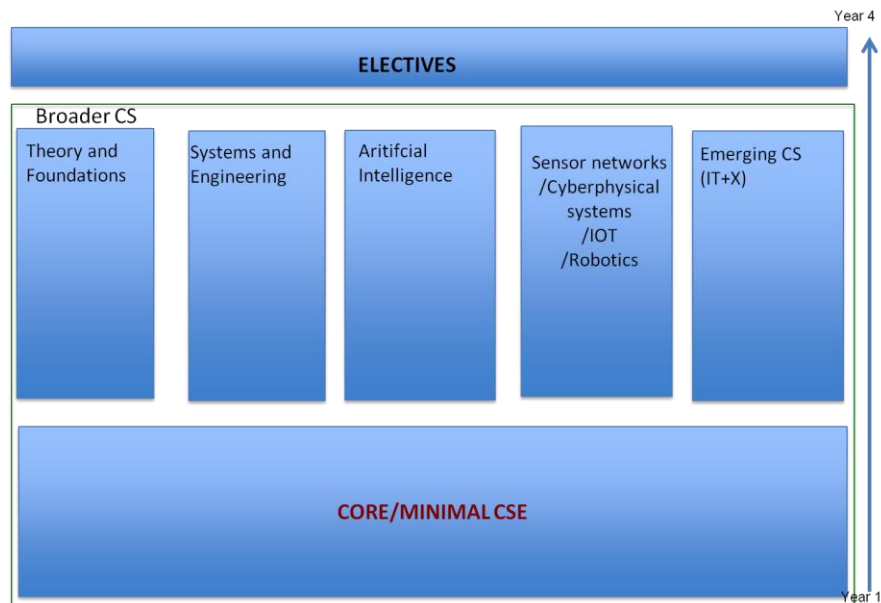 Year 4
ELECTIVES
Broader CS
Theory and
Foundations
Systems and
Engineering
Aritifcial
Intelligence
Sensor networks
/Cyberphysical
systems
/IOT
/Robotics
Emerging CS
(IT+X)
CORE/MINIMAL CSE
Year 1